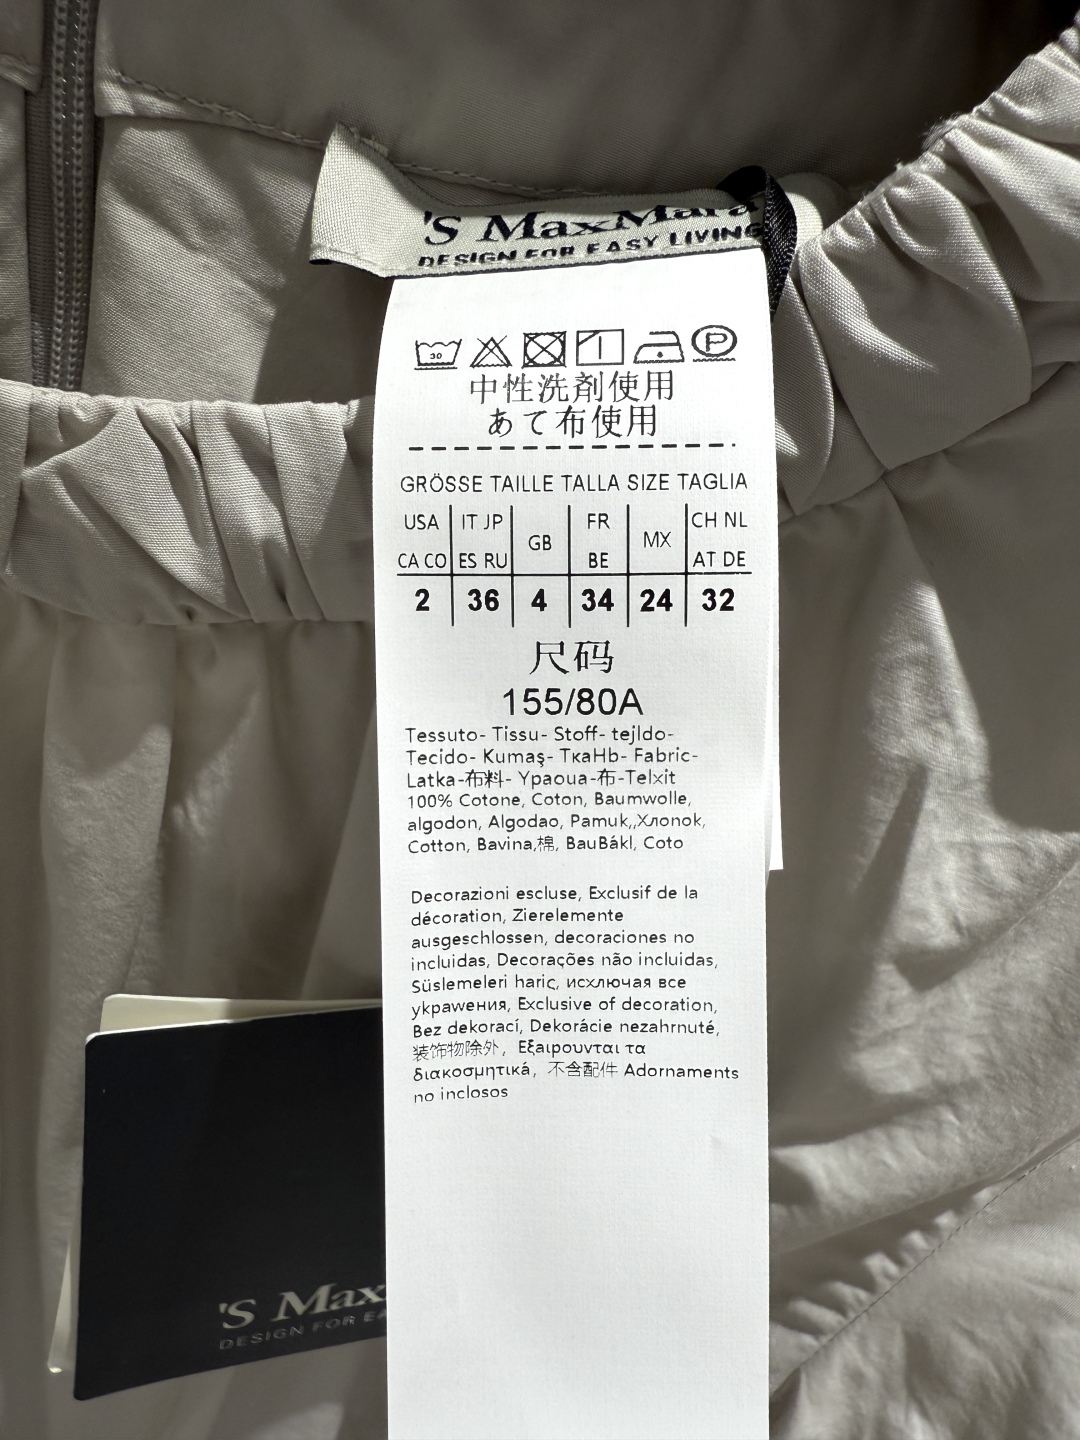 'S MaxMara
DESIGN FOR EASY LIVING
30
P
中性洗剤使用
あて布使用
GRÖSSE TAILLE TALLA SIZE TAGLIA
USA IT JP GB FR MX CH NL
CA CO ES RU BE AT DE
2 36 4 34 24 32
尺码
155/80A
Tessuto- Tissu- Stoff- tejldo-
Tecido- Kumaş- TкaHb- Fabric-
Latka-布料- Ypaoua-布-Telxit
100% Cotone, Coton, Baumwolle,
algodon, Algodao, Pamuk,,Хлопок,
Cotton, Bavina,棉, BauBákl, Coto
Decorazioni escluse, Exclusif de la
décoration, Zierelemente
ausgeschlossen, decoraciones no
incluidas, Decorações não incluidas,
Süslemeleri hariç, исключая все
укравения, Exclusive of decoration,
Bez dekorací, Dekorácie nezahrnuté,
装饰物除外, Εξαιρουνται τα
διακοσμητικά, 不含配件 Adornaments
no inclosos
'S Max
DESIGN FOR EA